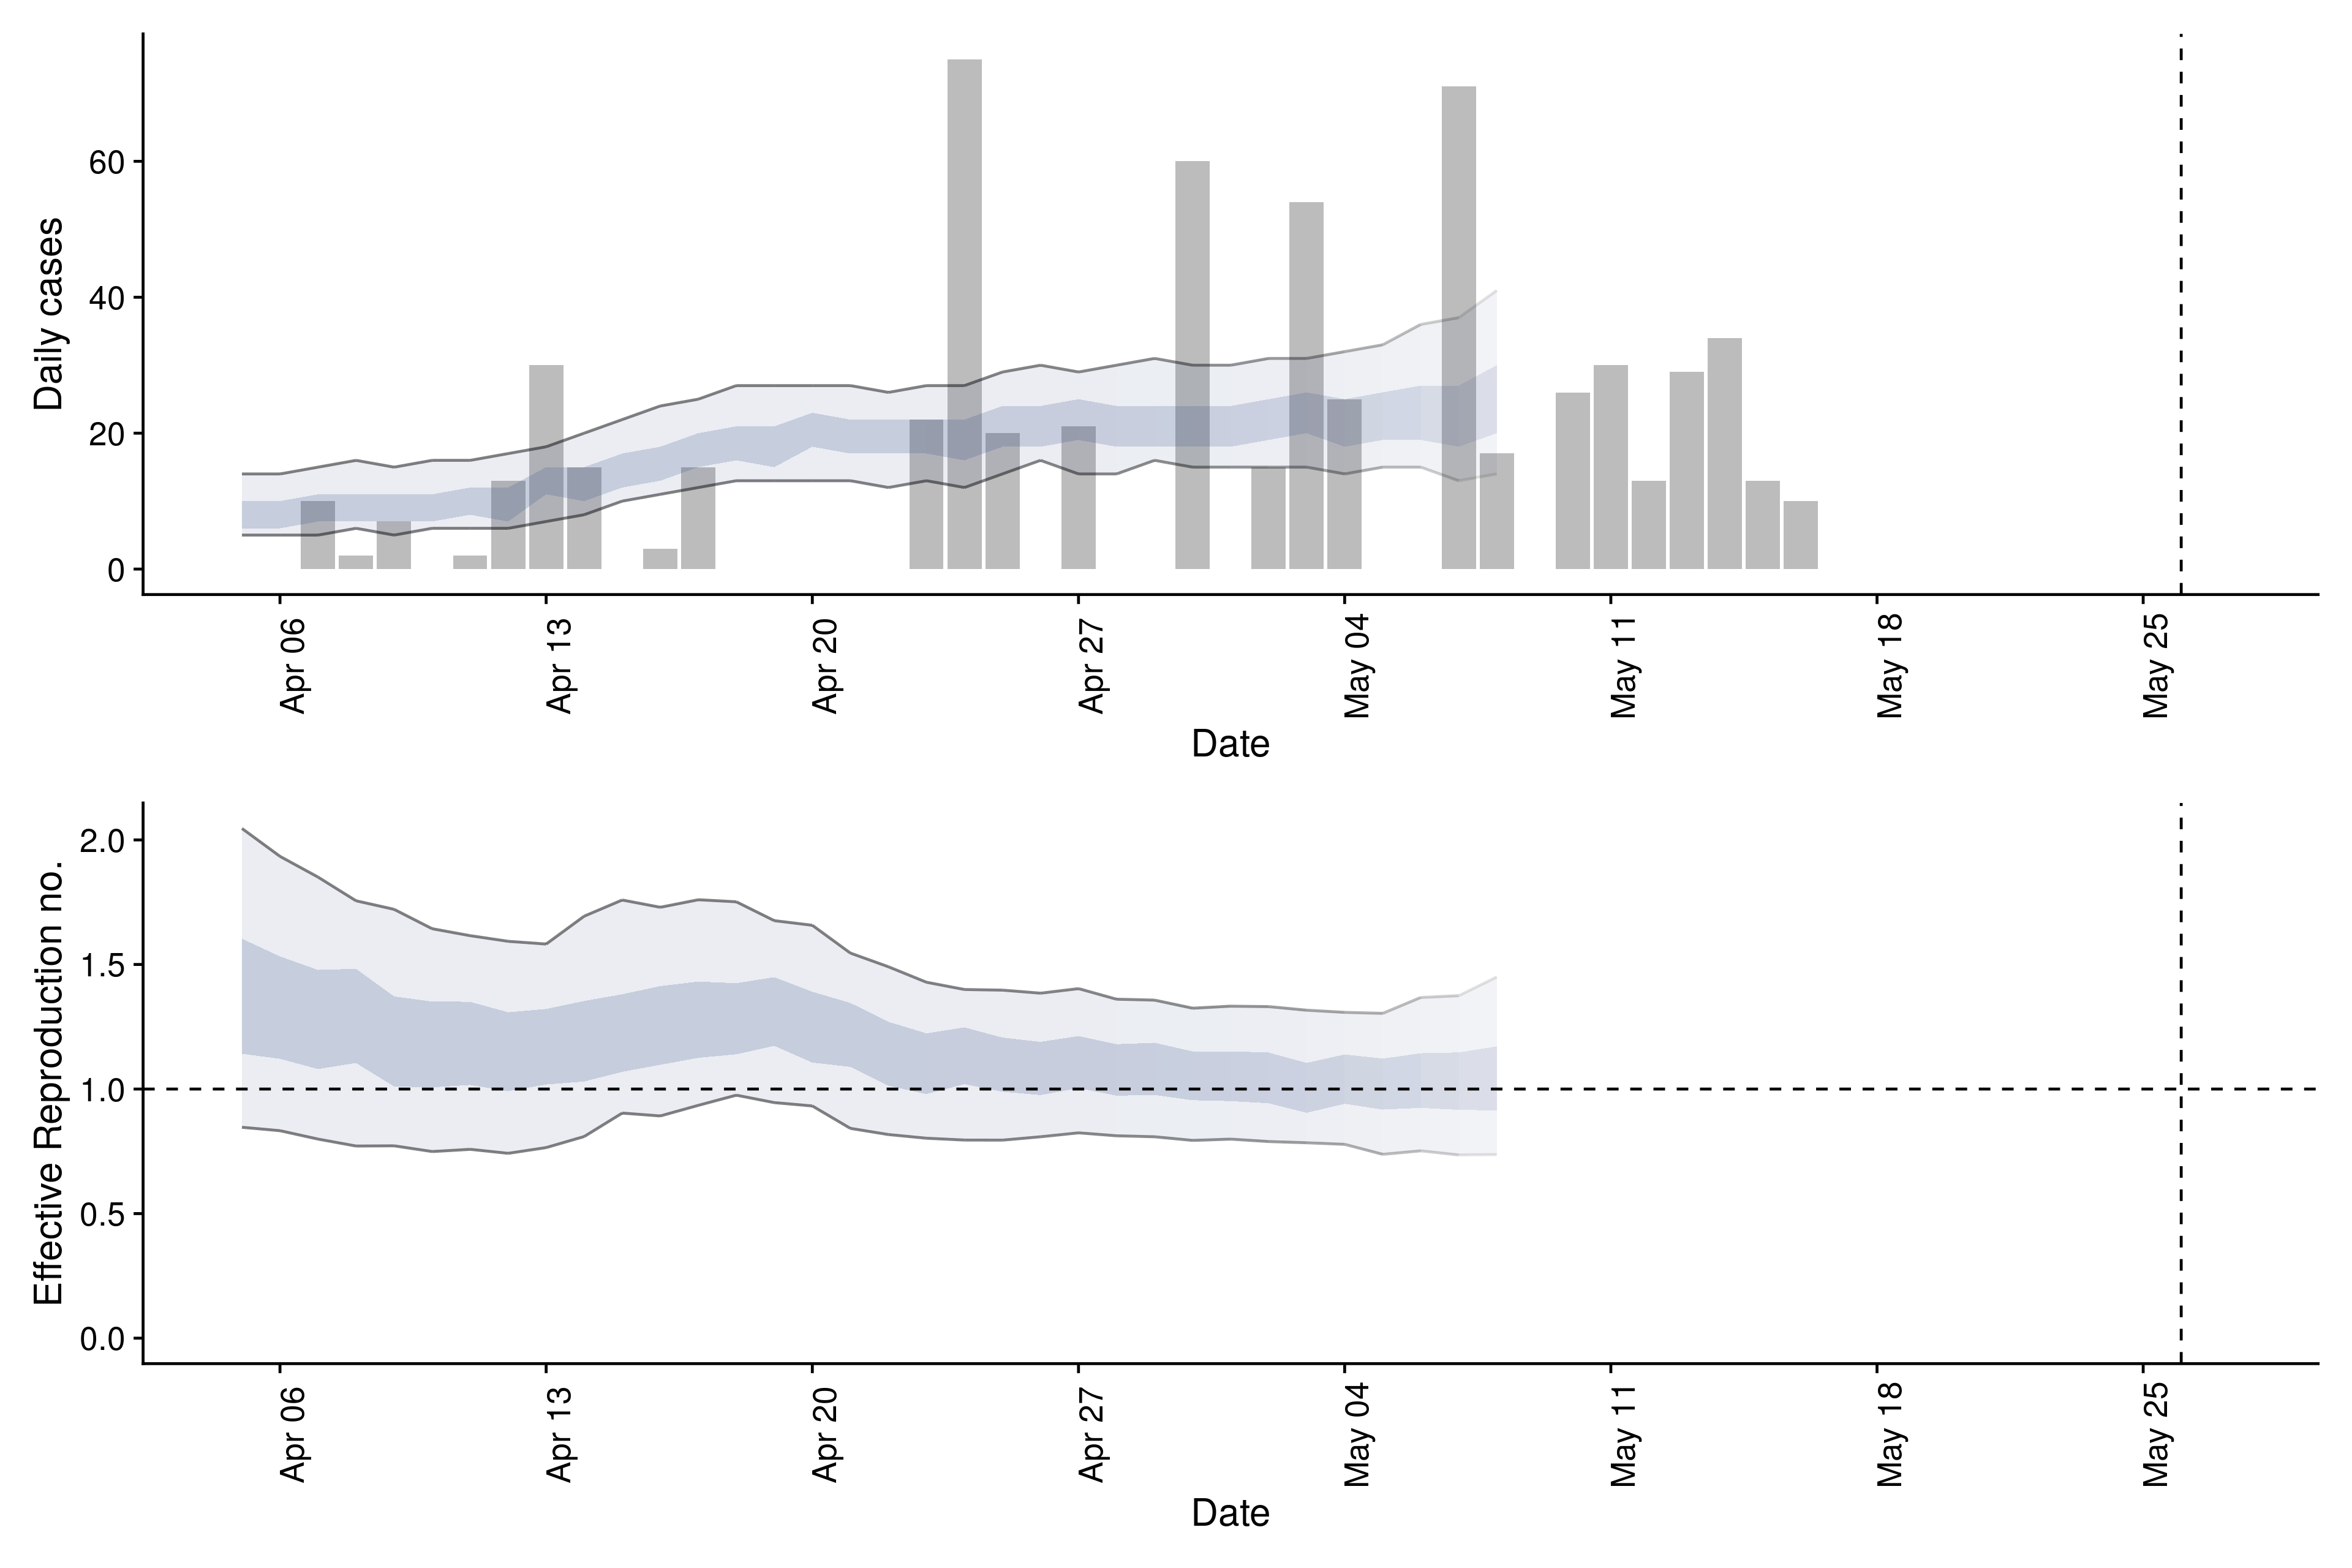 Daily cases
60
40
20
0
Apr 06
Apr 13
Apr 20
Apr 27
May 04
May 11
May 18
May 25
Date
Effective Reproduction no.
2.0
1.5
1.0
0.5
0.0
Apr 06
Apr 13
Apr 20
Apr 27
May 04
May 11
May 18
May 25
Date